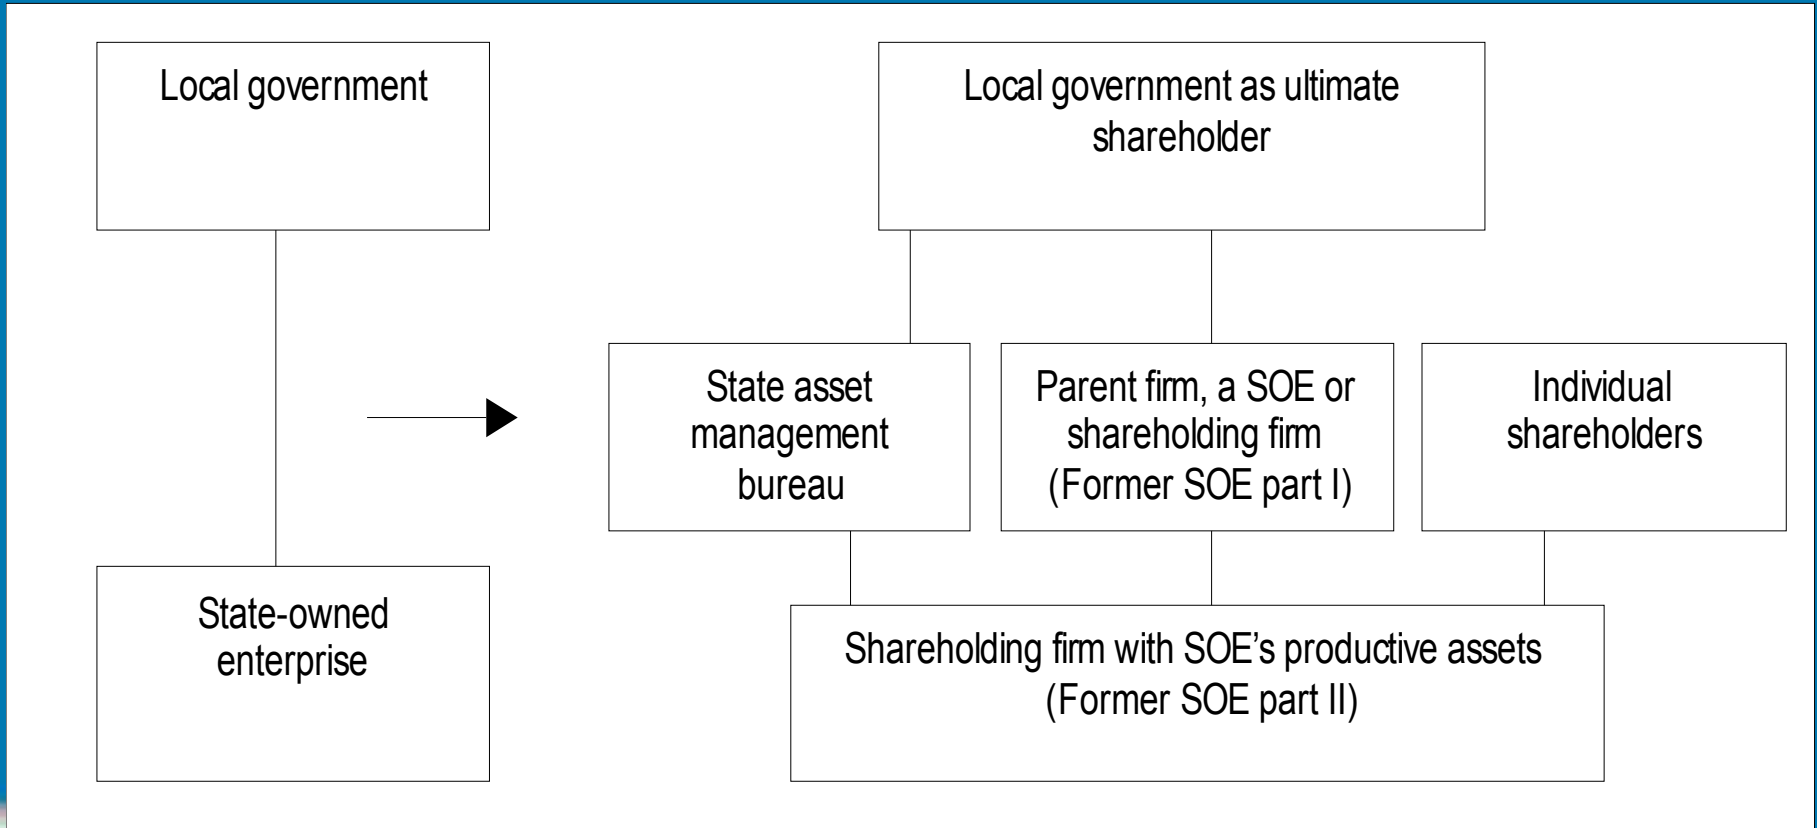 Local government
State-owned
enterprise
Local government as ultimate
shareholder
State asset
management
bureau
Parent firm, a SOE or
shareholding firm
(Former SOE part I)
Individual
shareholders
Shareholding firm with SOE’s productive assets
(Former SOE part II)